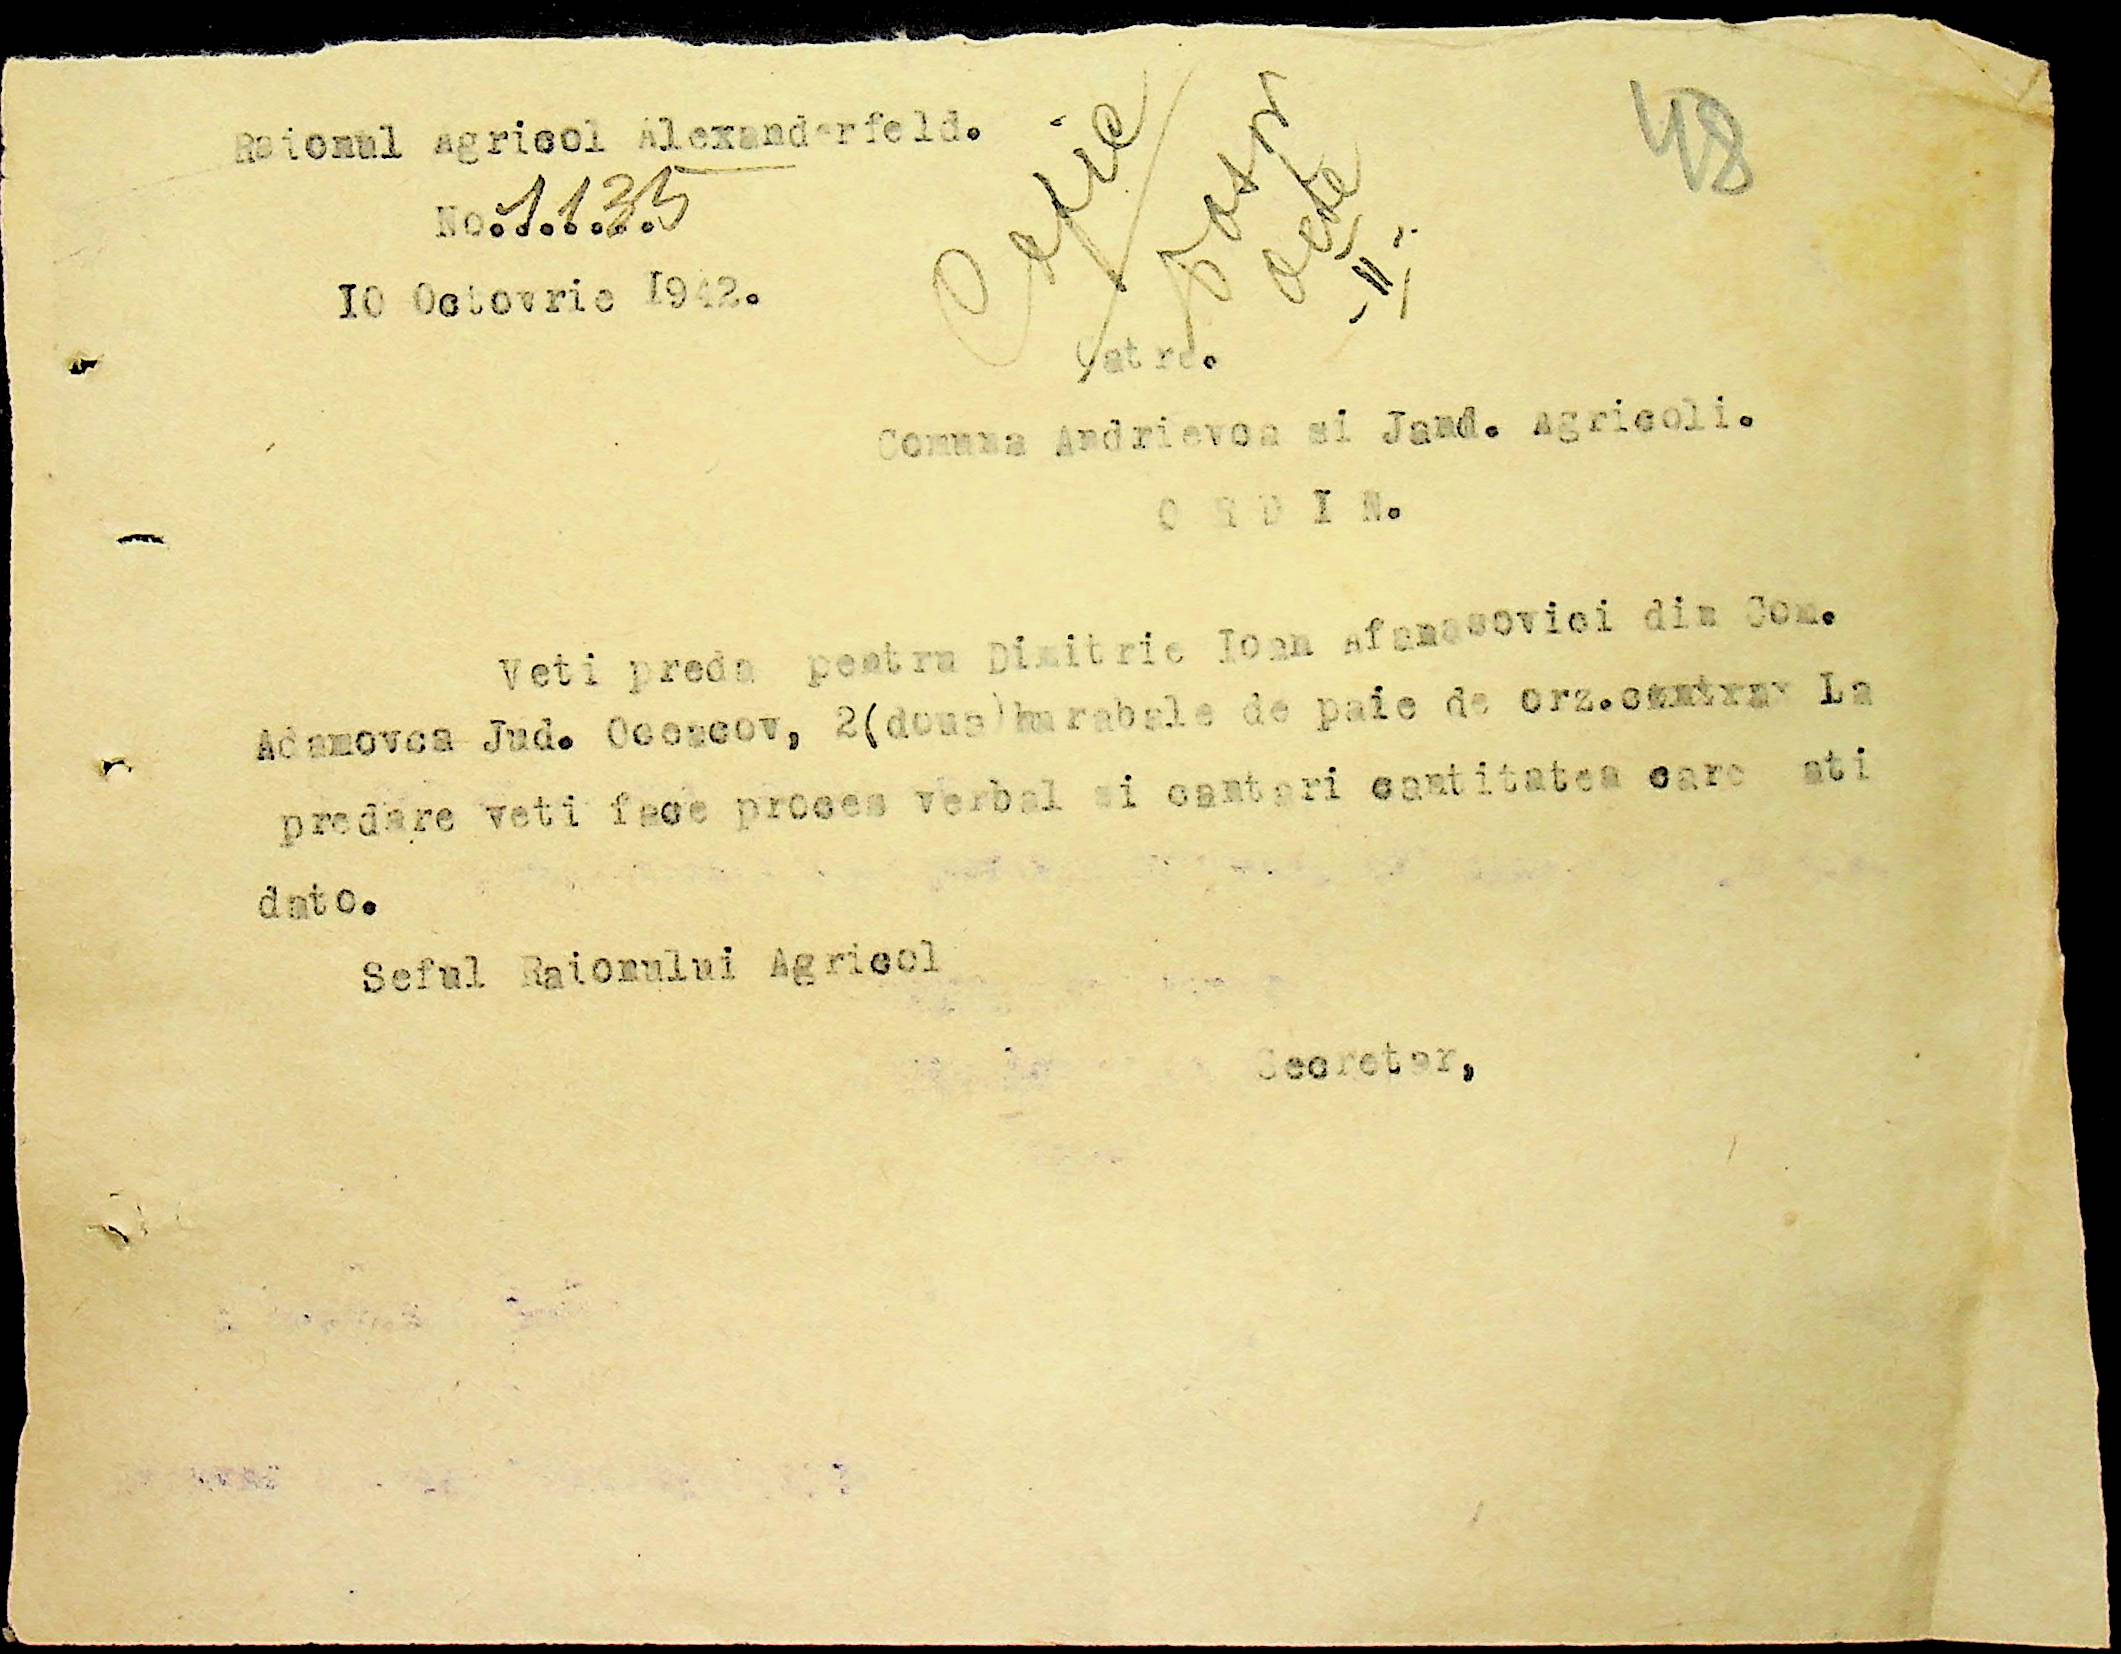 48
Raionul Agricol Alexanderfeld.
No. 1135
10 Octovrie 1942.
Copie
Catre.
Comuna Andrievca si Jand. Agricoli.
O R D I N.
Veti preda pentru Dimitrie Ioan Afanasovici din Com.
Adamovca Jud. Oceacov, 2(doua)harabale de paie de orz. La
predare veti face proces verbal si cantari cantitatea care ati
dato.
Seful Raionului Agricol
Secretar,